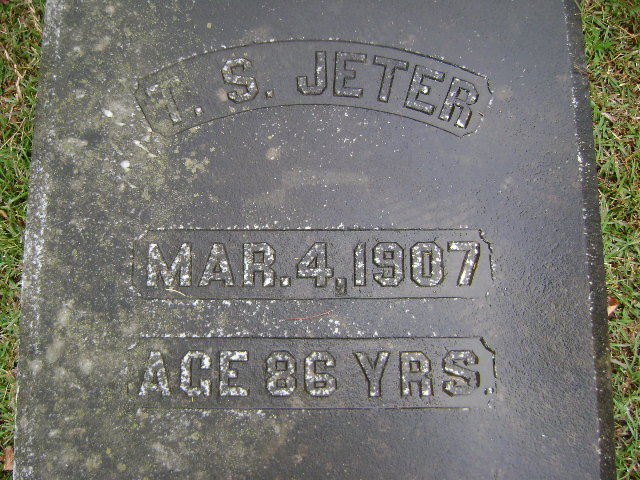 T. S. JETER
MAR. 4, 1907
AGE 86 YRS.